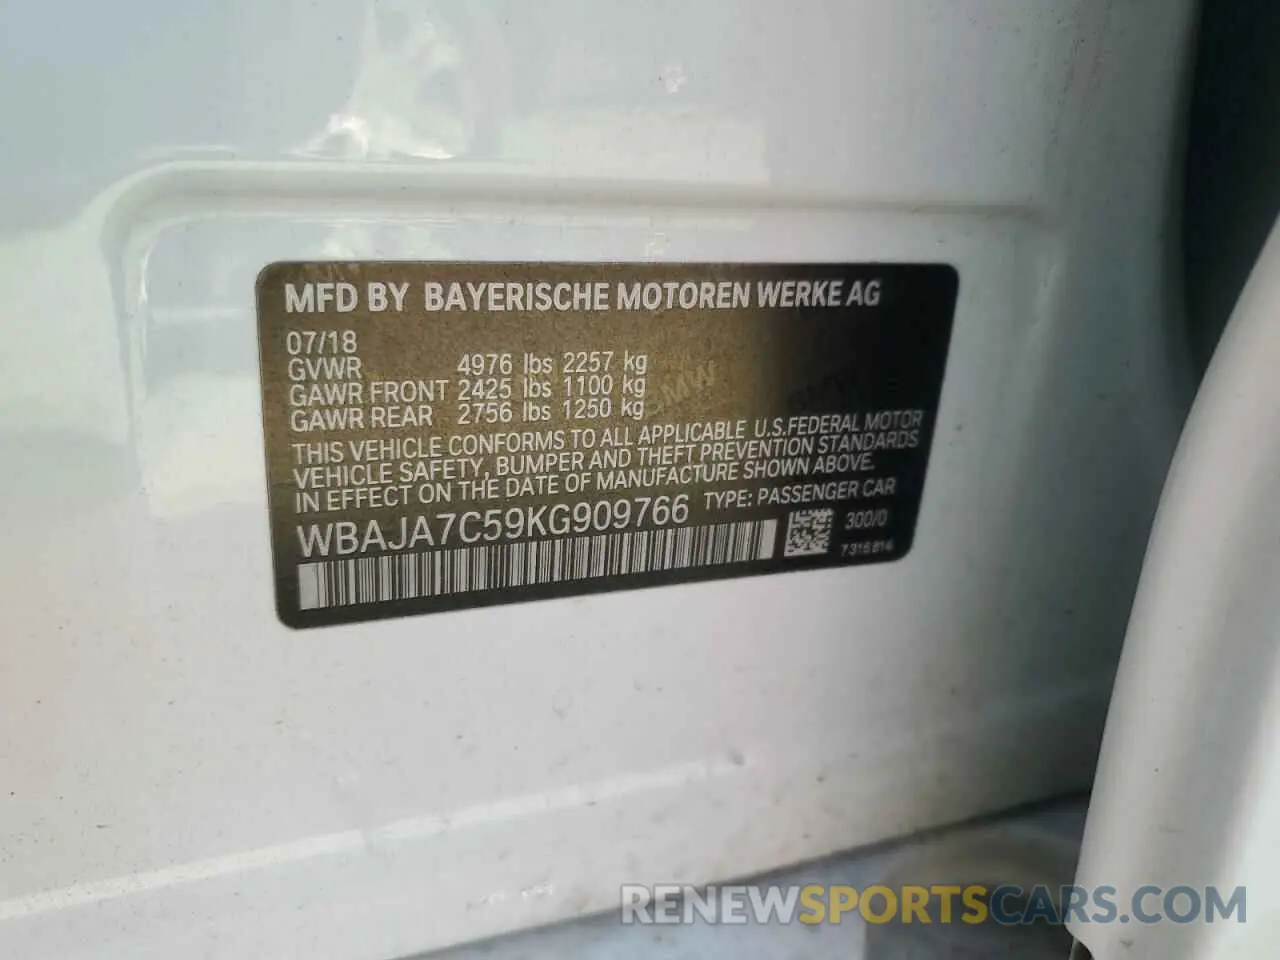 MFD BY BAYERISCHE MOTOREN WERKE AG
07/18
GVWR 4976 lbs 2257 kg
GAWR FRONT 2425 lbs 1100 kg
GAWR REAR 2756 lbs 1250 kg
THIS VEHICLE CONFORMS TO ALL APPLICABLE U.S.FEDERAL MOTOR
VEHICLE SAFETY, BUMPER AND THEFT PREVENTION STANDARDS
IN EFFECT ON THE DATE OF MANUFACTURE SHOWN ABOVE.
WBAJA7C59KG909766 TYPE: PASSENGER CAR
300/0
7315814
RENEWSPORTSCARS.COM